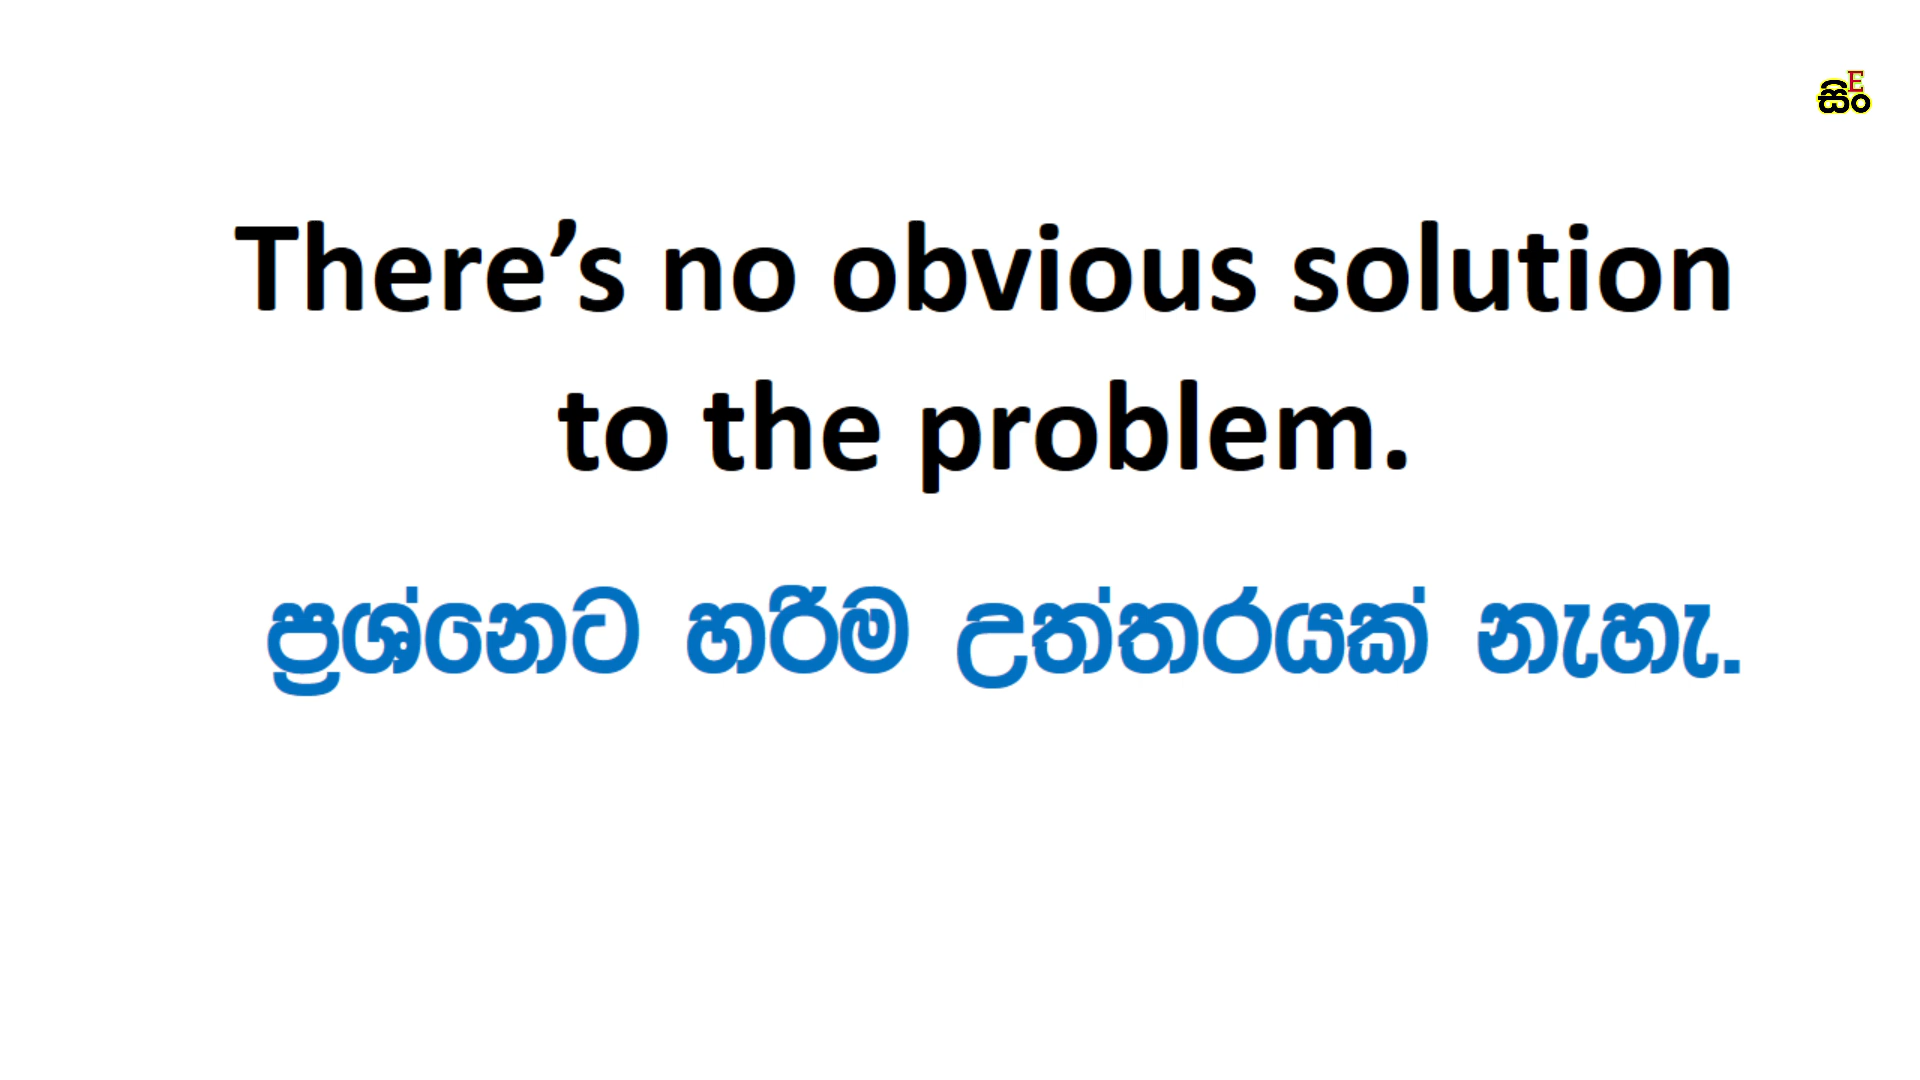 සිංE
There’s no obvious solution
to the problem.
ප්‍රශ්නෙට හරිම උත්තරයක් නැහැ.